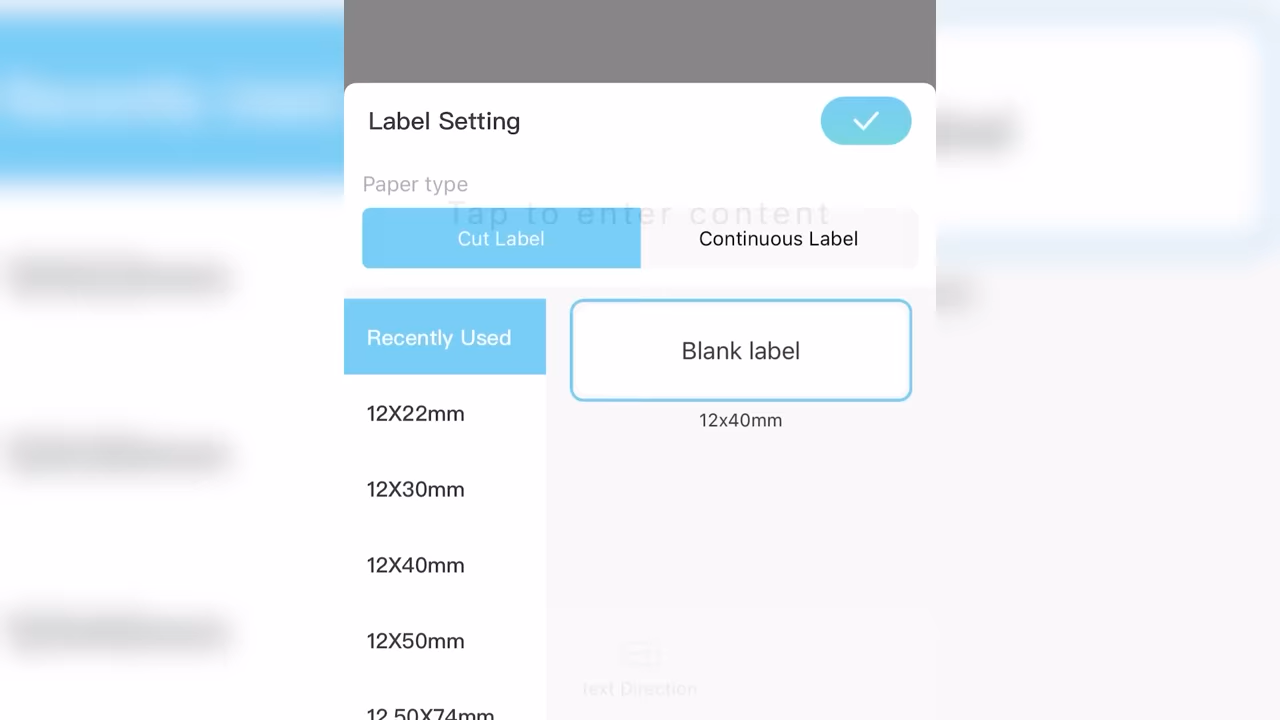 Label Setting
Paper type
Tap to enter content
Cut Label
Continuous Label
Recently Used
Blank label
12x40mm
12X22mm
12X30mm
12X40mm
12X50mm
12.50X74mm
Text Direction